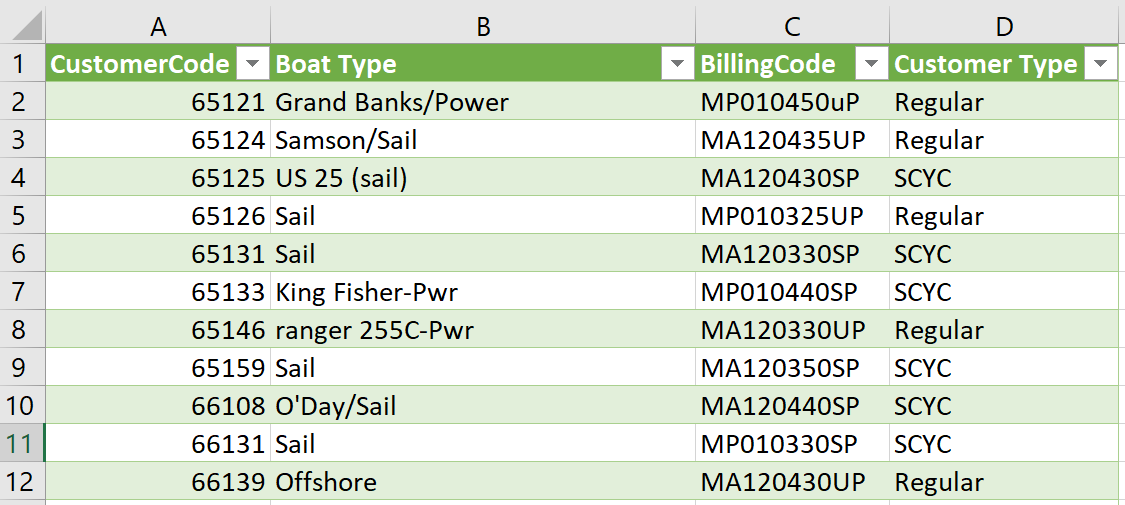 A B C D
1 CustomerCode Boat Type BillingCode Customer Type
2 65121 Grand Banks/Power MP010450uP Regular
3 65124 Samson/Sail MA120435UP Regular
4 65125 US 25 (sail) MA120430SP SCYC
5 65126 Sail MP010325UP Regular
6 65131 Sail MA120330SP SCYC
7 65133 King Fisher-Pwr MP010440SP SCYC
8 65146 ranger 255C-Pwr MA120330UP Regular
9 65159 Sail MA120350SP SCYC
10 66108 O'Day/Sail MA120440SP SCYC
11 66131 Sail MP010330SP SCYC
12 66139 Offshore MA120430UP Regular